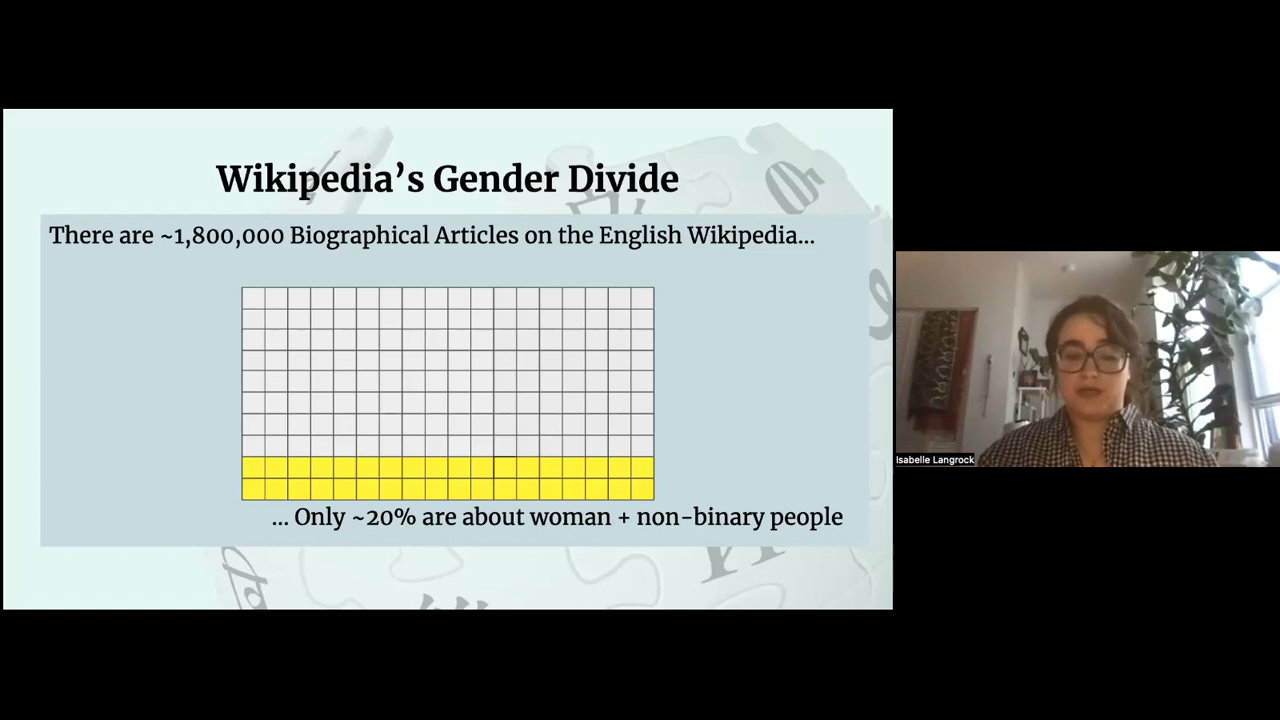 Wikipedia’s Gender Divide
There are ~1,800,000 Biographical Articles on the English Wikipedia...
... Only ~20% are about woman + non-binary people
Isabelle Langrock